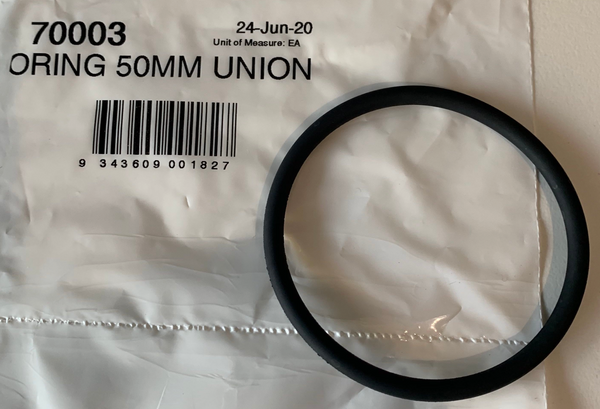 70003
24-Jun-20
Unit of Measure: EA
ORING 50MM UNION
9 343609 001827